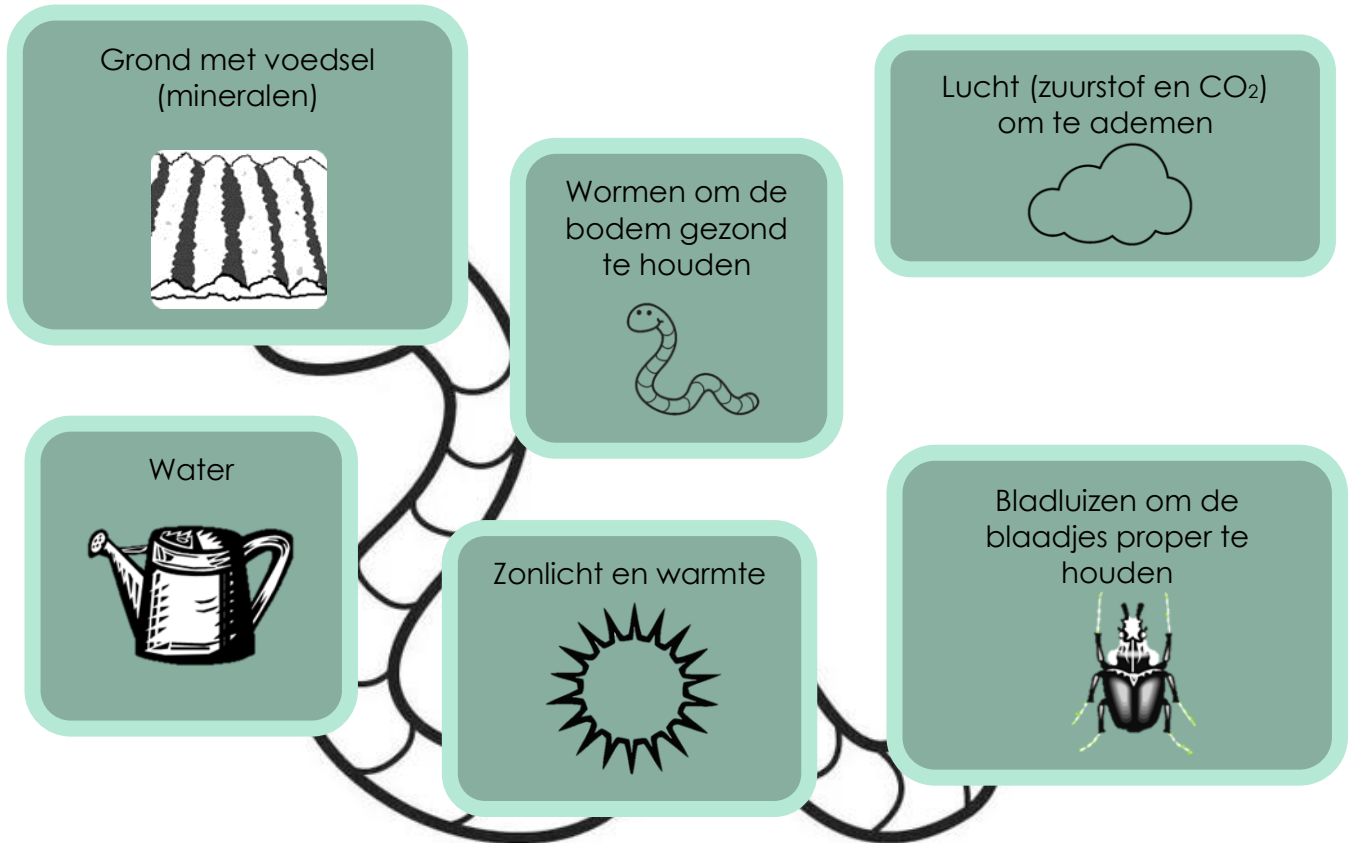 Grond met voedsel
(mineralen)
Lucht (zuurstof en CO₂)
om te ademen
Wormen om de
bodem gezond
te houden
Water
Zonlicht en warmte
Bladluizen om de
blaadjes proper te
houden